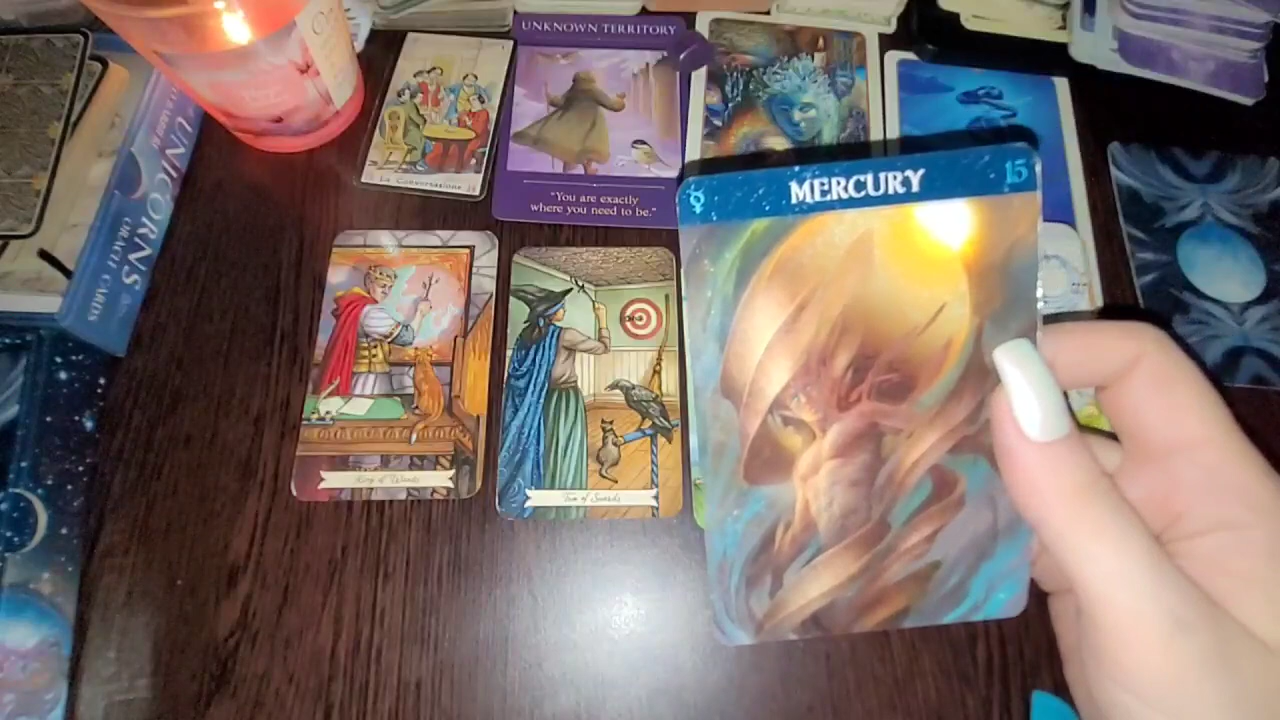 UNKNOWN TERRITORY
"You are exactly
where you need to be."
La Conversazione
MERCURY
15
UNICORNS
ORACLE CARDS
King of Wands
of Swords